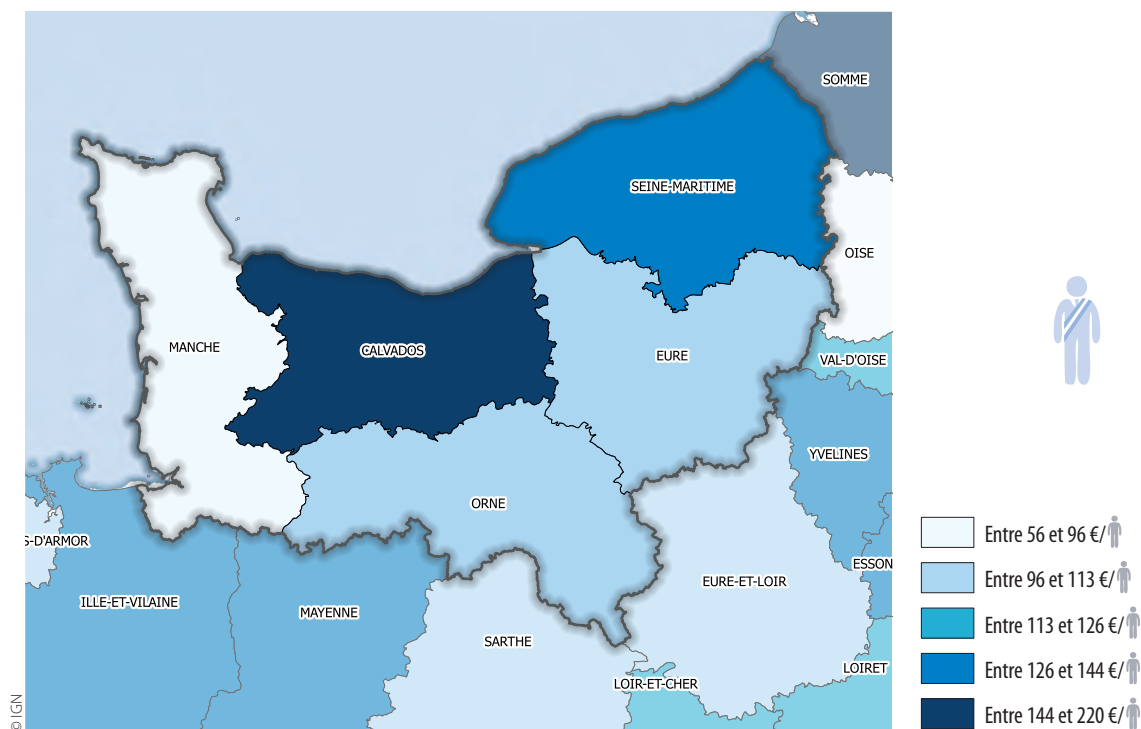 SOMME
SEINE-MARITIME
OISE
MANCHE
CALVADOS
EURE
VAL-D'OISE
YVELINES
ORNE
S-D'ARMOR
ESSON
EURE-ET-LOIR
ILLE-ET-VILAINE
MAYENNE
SARTHE
LOIRET
LOIR-ET-CHER
© IGN
Entre 56 et 96 €/
Entre 96 et 113 €/
Entre 113 et 126 €/
Entre 126 et 144 €/
Entre 144 et 220 €/